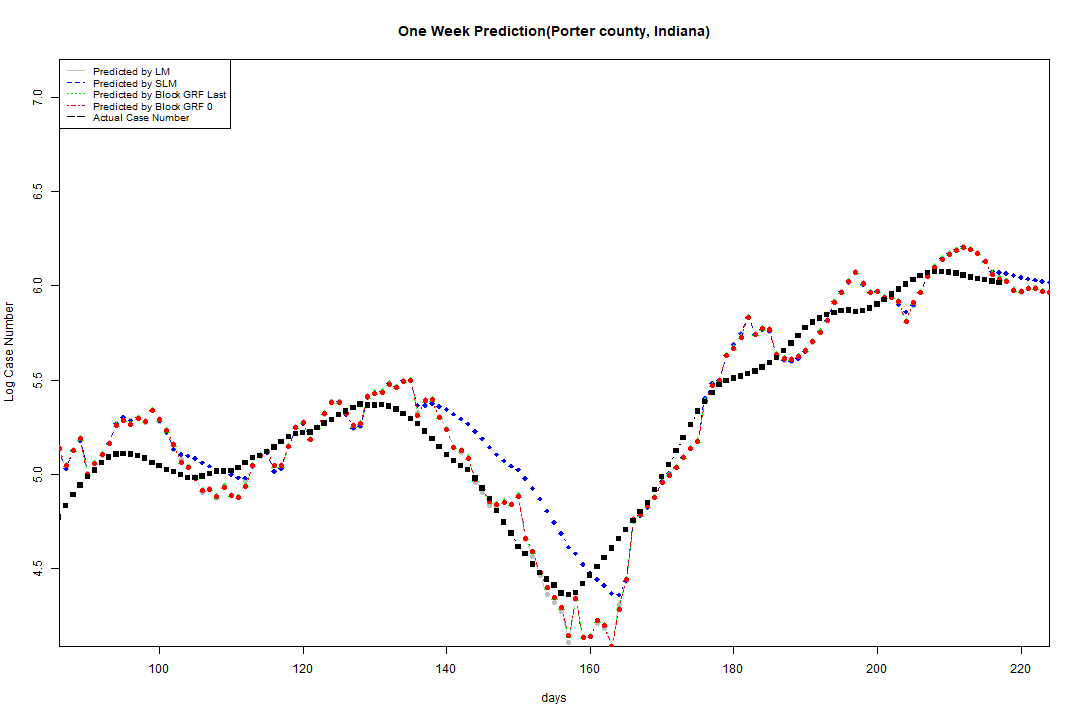 One Week Prediction(Porter county, Indiana)
Predicted by LM
Predicted by SLM
Predicted by Block GRF Last
Predicted by Block GRF 0
Actual Case Number
7.0
6.5
6.0
5.5
5.0
4.5
Log Case Number
100 120 140 160 180 200 220
days